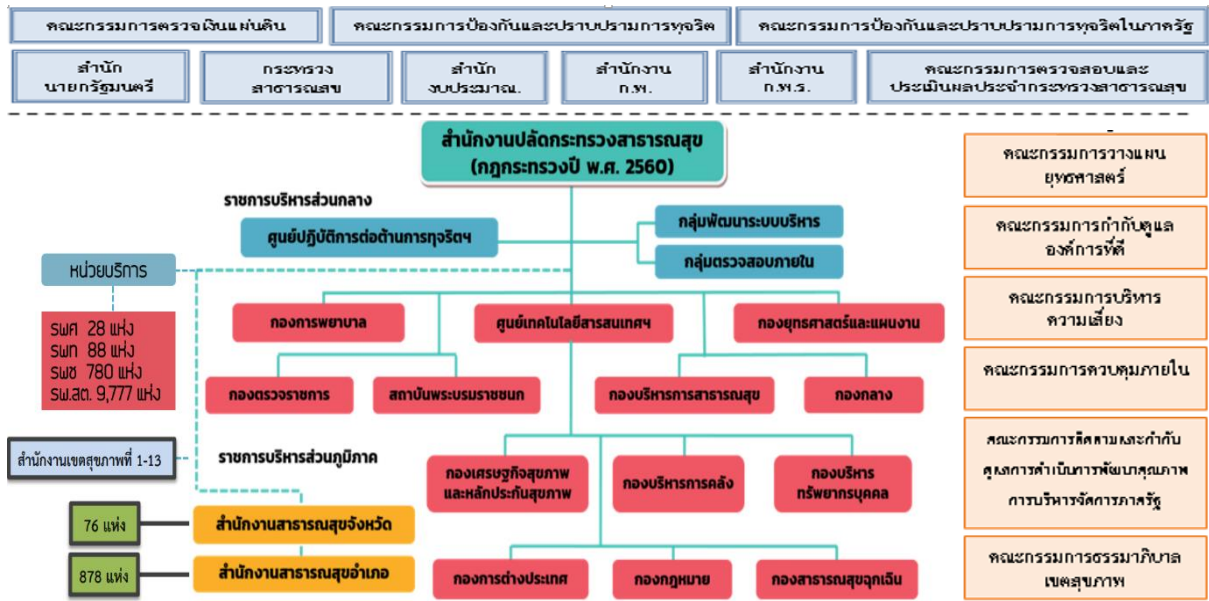 คณะกรรมการตรวจเงินแผ่นดิน
คณะกรรมการป้องกันและปราบปรามการทุจริต
คณะกรรมการป้องกันและปราบปรามการทุจริตในภาครัฐ
สำนัก
นายกรัฐมนตรี
กระทรวง
สาธารณสุข
สำนัก
งบประมาณ.
สำนักงาน
ก.พ.
สำนักงาน
ก.พ.ร.
คณะกรรมการตรวจสอบและ
ประเมินผลประจำกระทรวงสาธารณสุข
สำนักงานปลัดกระทรวงสาธารณสุข
(กฎกระทรวงปี พ.ศ. 2560)
ราชการบริหารส่วนกลาง
ศูนย์ปฏิบัติการต่อต้านการทุจริตฯ
กลุ่มพัฒนาระบบบริหาร
กลุ่มตรวจสอบภายใน
หน่วยบริการ
รพศ 28 แห่ง
รพท 88 แห่ง
รพช 780 แห่ง
รพ.สต. 9,777 แห่ง
กองการพยาบาล
ศูนย์เทคโนโลยีสารสนเทศฯ
กองยุทธศาสตร์และแผนงาน
กองตรวจราชการ
สถาบันพระบรมราชชนก
กองบริหารการสาธารณสุข
กองกลาง
สำนักงานเขตสุขภาพที่ 1-13
ราชการบริหารส่วนภูมิภาค
กองเศรษฐกิจสุขภาพ
และหลักประกันสุขภาพ
กองบริหารการคลัง
กองบริหาร
ทรัพยากรบุคคล
76 แห่ง
สำนักงานสาธารณสุขจังหวัด
878 แห่ง
สำนักงานสาธารณสุขอำเภอ
กองการต่างประเทศ
กองกฎหมาย
กองสาธารณสุขฉุกเฉิน
คณะกรรมการวางแผน
ยุทธศาสตร์
คณะกรรมการกำกับดูแล
องค์การที่ดี
คณะกรรมการบริหาร
ความเสี่ยง
คณะกรรมการควบคุมภายใน
คณะกรรมการติดตามและกำกับ
ดูแลการดำเนินการพัฒนาคุณภาพ
การบริหารจัดการภาครัฐ
คณะกรรมการธรรมาภิบาล
เขตสุขภาพ